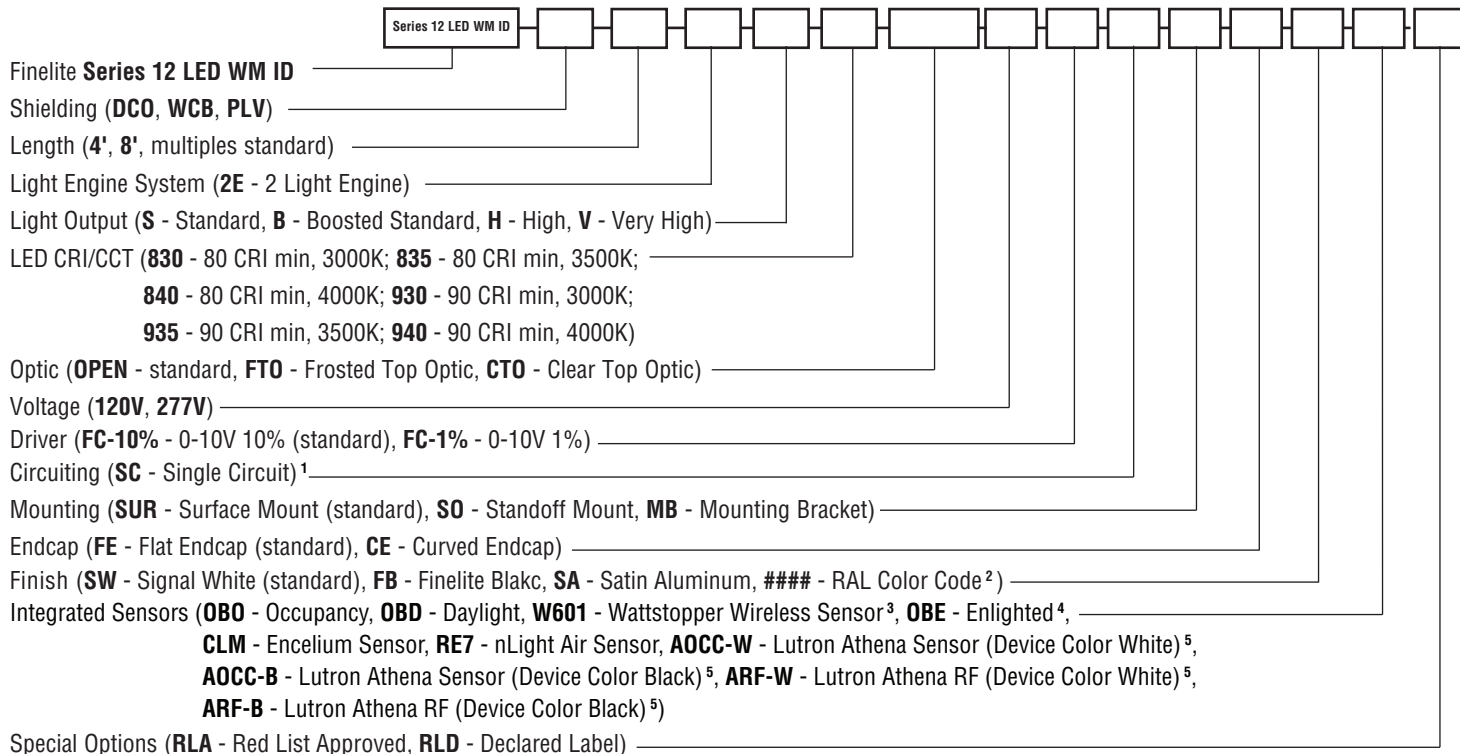 Series 12 LED WM ID
Finelite Series 12 LED WM ID
Shielding (DCO, WCB, PLV)
Length (4', 8', multiples standard)
Light Engine System (2E - 2 Light Engine)
Light Output (S - Standard, B - Boosted Standard, H - High, V - Very High)
LED CRI/CCT (830 - 80 CRI min, 3000K; 835 - 80 CRI min, 3500K;
840 - 80 CRI min, 4000K; 930 - 90 CRI min, 3000K;
935 - 90 CRI min, 3500K; 940 - 90 CRI min, 4000K)
Optic (OPEN - standard, FTO - Frosted Top Optic, CTO - Clear Top Optic)
Voltage (120V, 277V)
Driver (FC-10% - 0-10V 10% (standard), FC-1% - 0-10V 1%)
Circuiting (SC - Single Circuit) 1
Mounting (SUR - Surface Mount (standard), SO - Standoff Mount, MB - Mounting Bracket)
Endcap (FE - Flat Endcap (standard), CE - Curved Endcap)
Finish (SW - Signal White (standard), FB - Finelite Blakc, SA - Satin Aluminum, #### - RAL Color Code 2 )
Integrated Sensors (OBO - Occupancy, OBD - Daylight, W601 - Wattstopper Wireless Sensor 3, OBE - Enlighted 4,
CLM - Encelium Sensor, RE7 - nLight Air Sensor, AOCC-W - Lutron Athena Sensor (Device Color White) 5,
AOCC-B - Lutron Athena Sensor (Device Color Black) 5, ARF-W - Lutron Athena RF (Device Color White) 5,
ARF-B - Lutron Athena RF (Device Color Black) 5)
Special Options (RLA - Red List Approved, RLD - Declared Label)